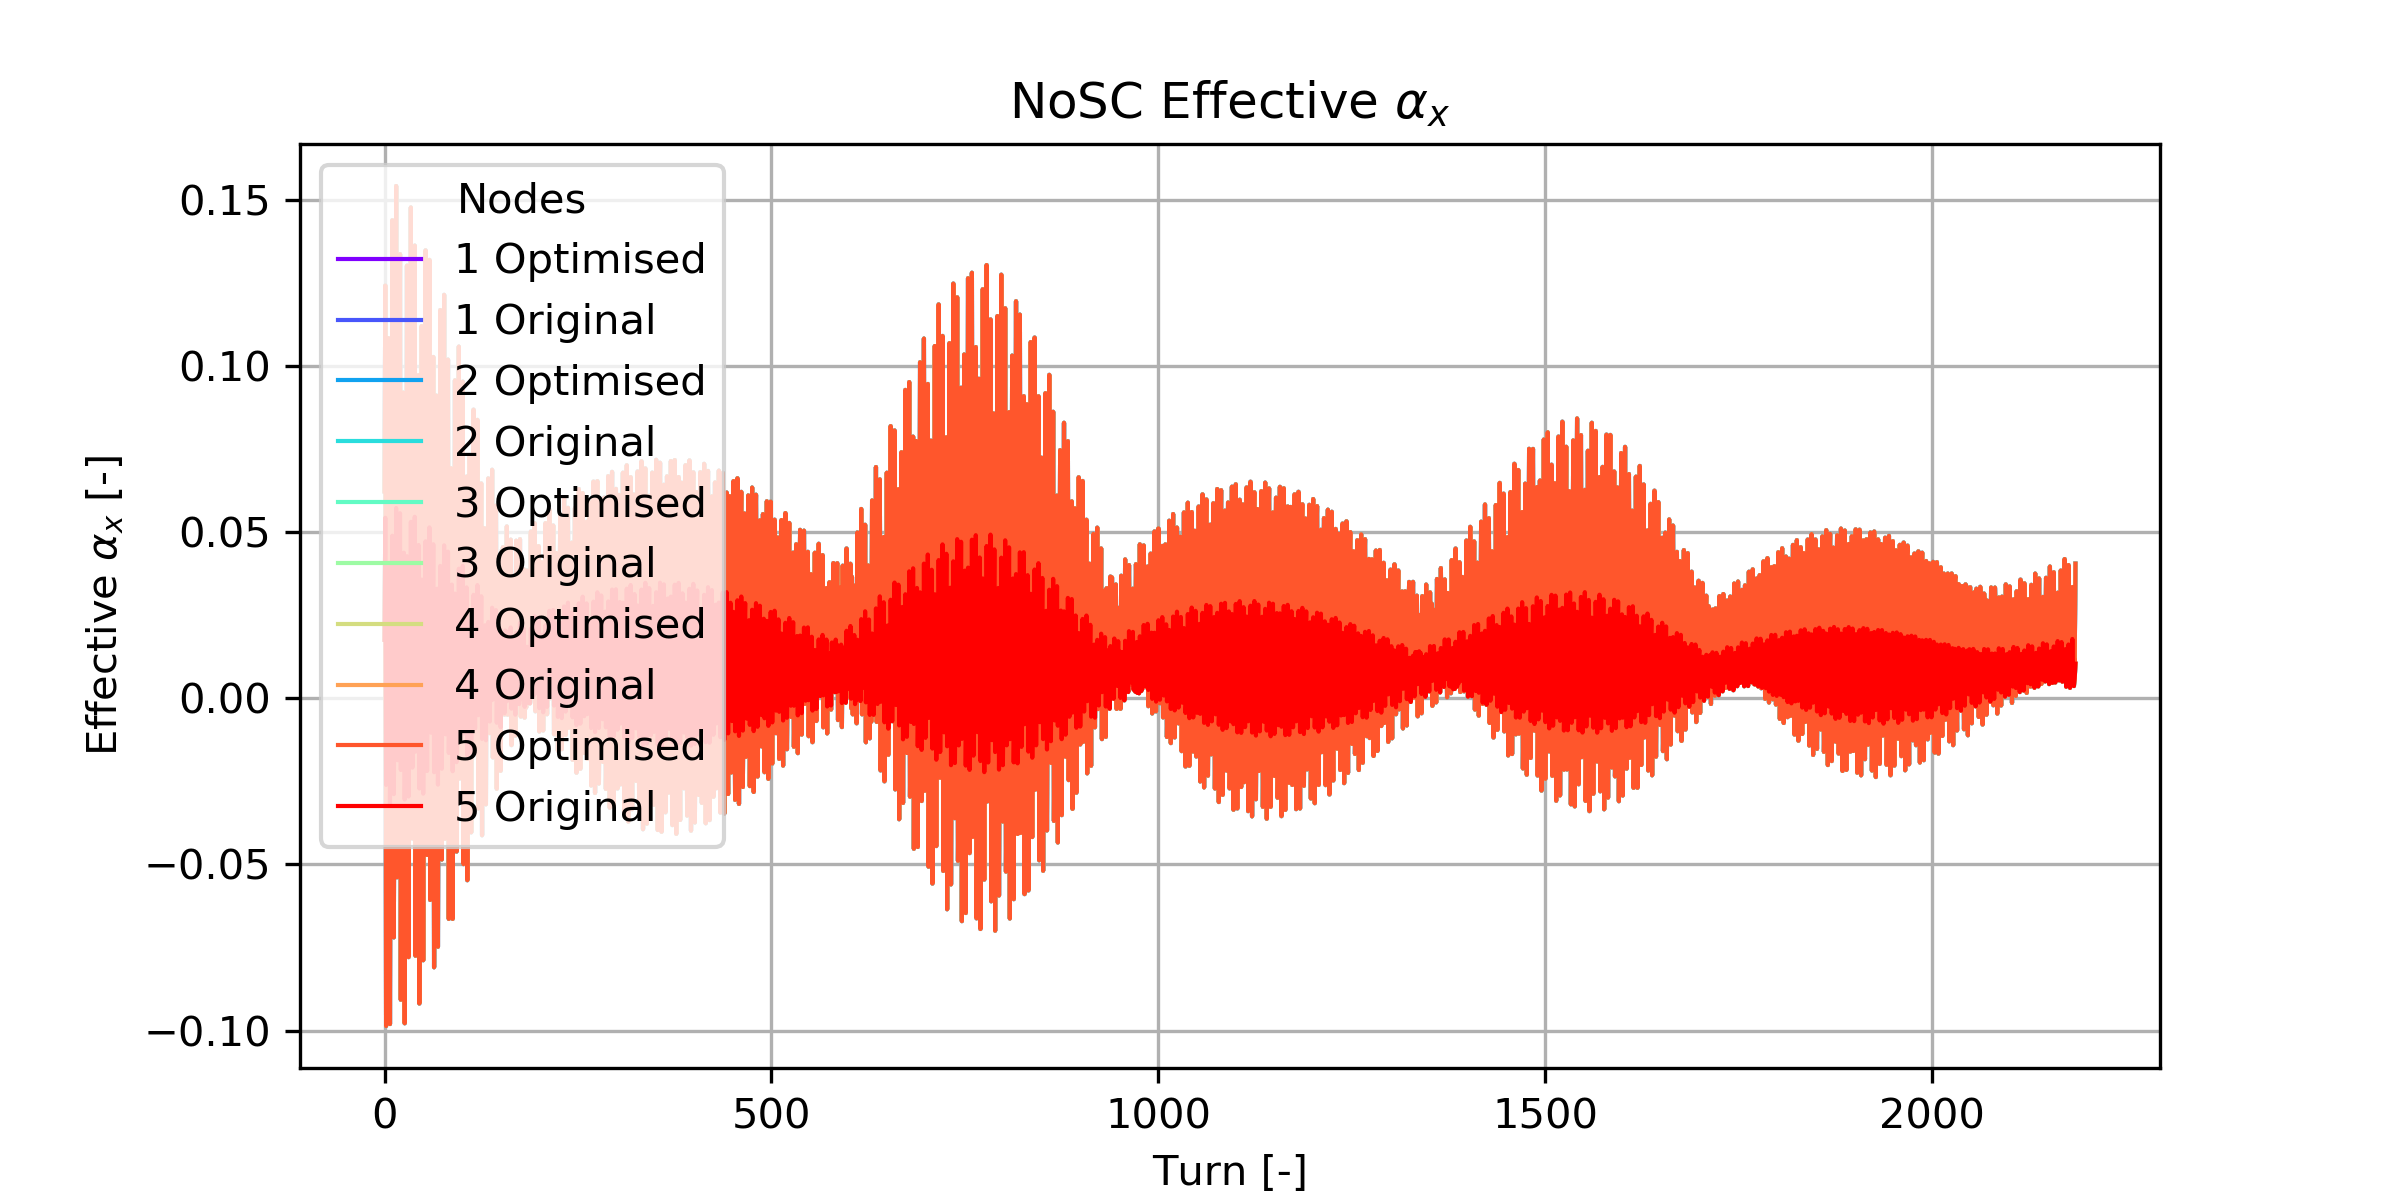 NoSC Effective αx
0.15
0.10
0.05
0.00
−0.05
−0.10
Effective αx [-]
Nodes
1 Optimised
1 Original
2 Optimised
2 Original
3 Optimised
3 Original
4 Optimised
4 Original
5 Optimised
5 Original
0 500 1000 1500 2000
Turn [-]